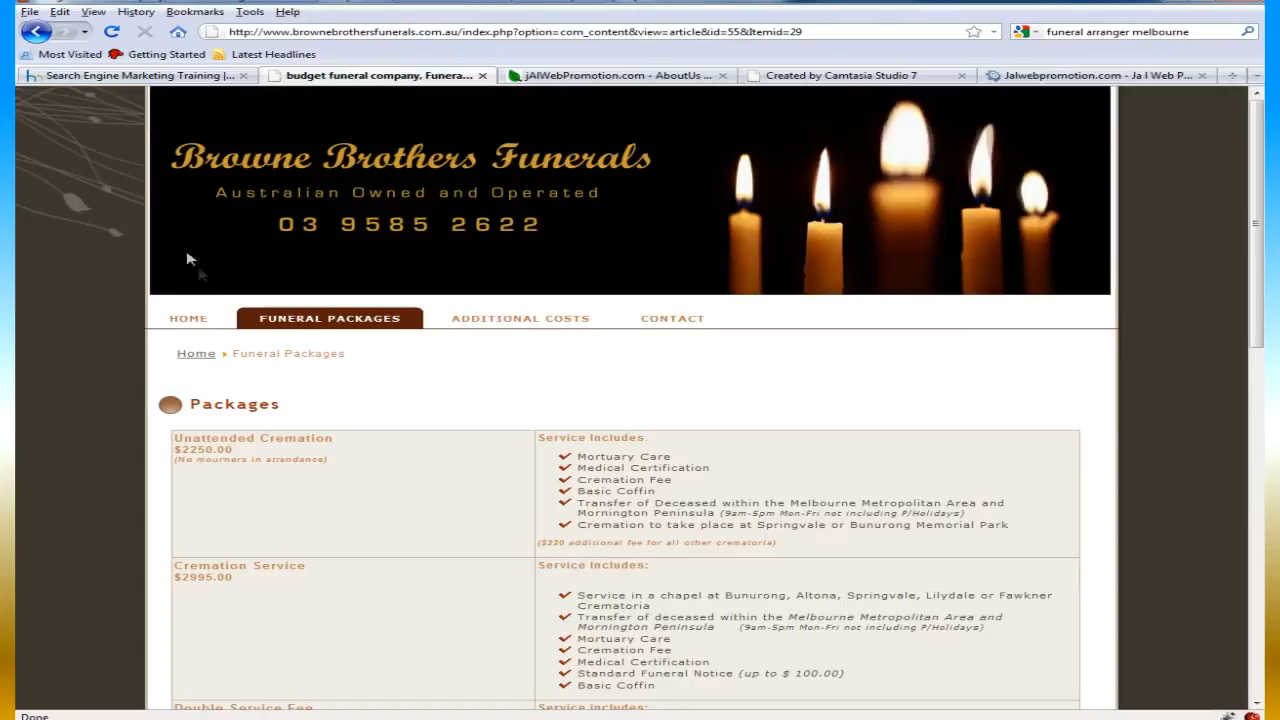 File Edit View History Bookmarks Tools Help
http://www.brownebrothersfunerals.com.au/index.php?option=com_content&view=article&id=55&Itemid=29
funeral arranger melbourne
Most Visited Getting Started Latest Headlines
Search Engine Marketing Training |... budget funeral company, Funera... jAlWebPromotion.com - AboutUs ... Created by Camtasia Studio 7 Jalwebpromotion.com - Ja l Web P...
Browne Brothers Funerals
Australian Owned and Operated
03 9585 2622
HOME FUNERAL PACKAGES ADDITIONAL COSTS CONTACT
Home Funeral Packages
Packages
Unattended Cremation
$2250.00
(No mourners in attendance)
Service Includes:
Mortuary Care
Medical Certification
Cremation Fee
Basic Coffin
Transfer of Deceased within the Melbourne Metropolitan Area and
Mornington Peninsula (9am-5pm Mon-Fri not including P/Holidays)
Cremation to take place at Springvale or Bunurong Memorial Park
($220 additional fee for all other crematoria)
Cremation Service
$2995.00
Service Includes:
Service in a chapel at Bunurong, Altona, Springvale, Lilydale or Fawkner
Crematoria
Transfer of deceased within the Melbourne Metropolitan Area and
Mornington Peninsula (9am-5pm Mon-Fri not including P/Holidays)
Mortuary Care
Cremation Fee
Medical Certification
Standard Funeral Notice (up to $ 100.00)
Basic Coffin
Double Service Fee
Service includes:
Done